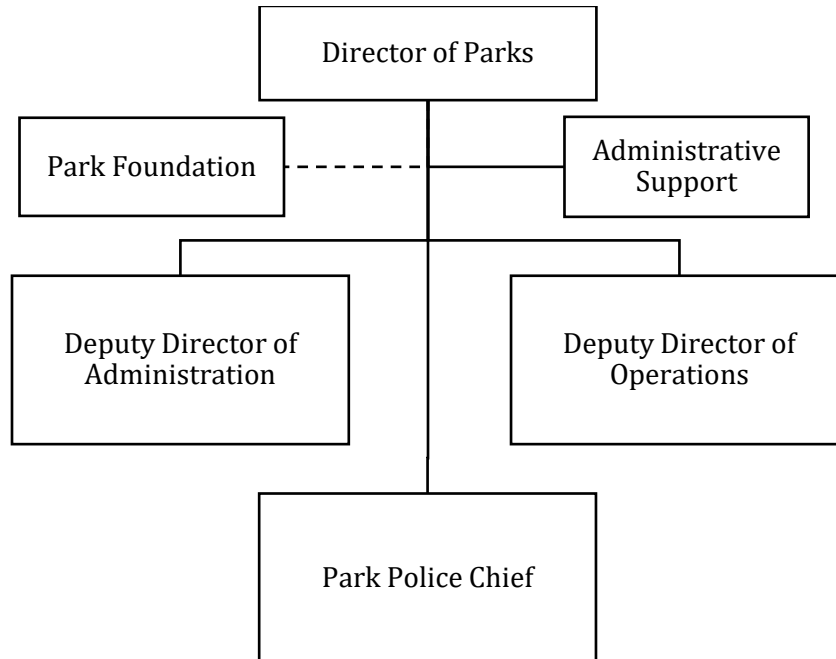 Director of Parks
Park Foundation
Administrative
Support
Deputy Director of
Administration
Deputy Director of
Operations
Park Police Chief